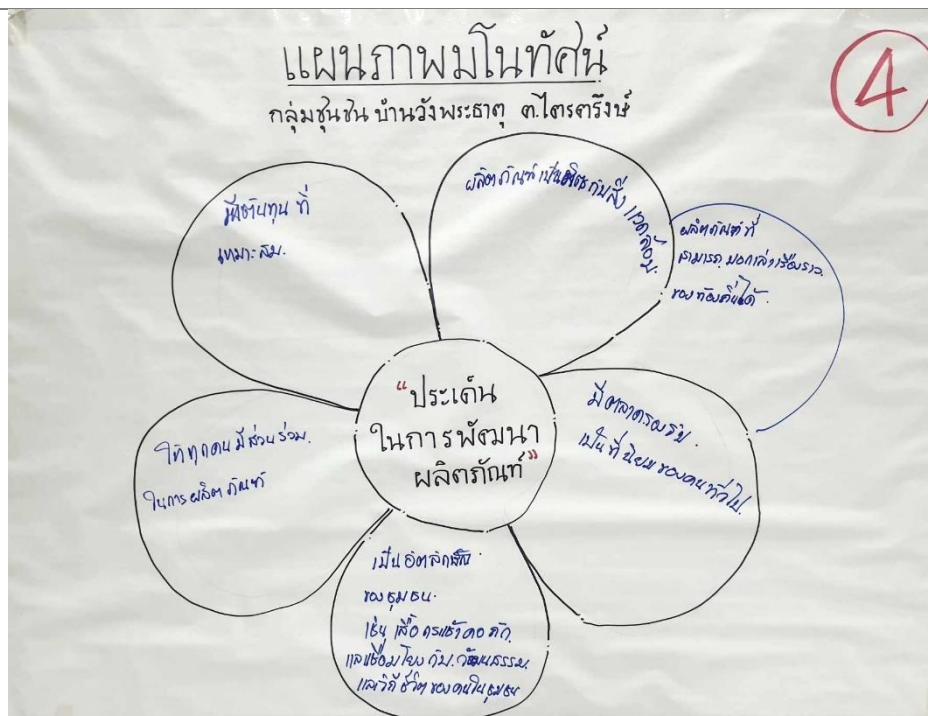 แผนภาพมโนทัศน์
กลุ่มชุมชน บ้านวังพระธาตุ ต.ไตรตรึงษ์
4
มีต้นทุน ที่
เหมาะสม.
ผลิตภัณฑ์เป็นมิตรกับสิ่งแวดล้อม.
ผลิตภัณฑ์ที่
สามารถบอกเล่าเรื่องราว.
ของท้องถิ่นได้.
"ประเด็น
ในการพัฒนา
ผลิตภัณฑ์"
มีตลาดรองรับ.
เป็นที่นิยมของคนทั่วไป.
ให้ทุกคนมีส่วนร่วม.
ในการผลิตภัณฑ์
เป็นอัตลักษณ์
ของชุมชน.
เช่น เสื้อ
และเชื่อมโยงกับ.วัฒนธรรม.
และวิถีชีวิตของคนในชุมชน